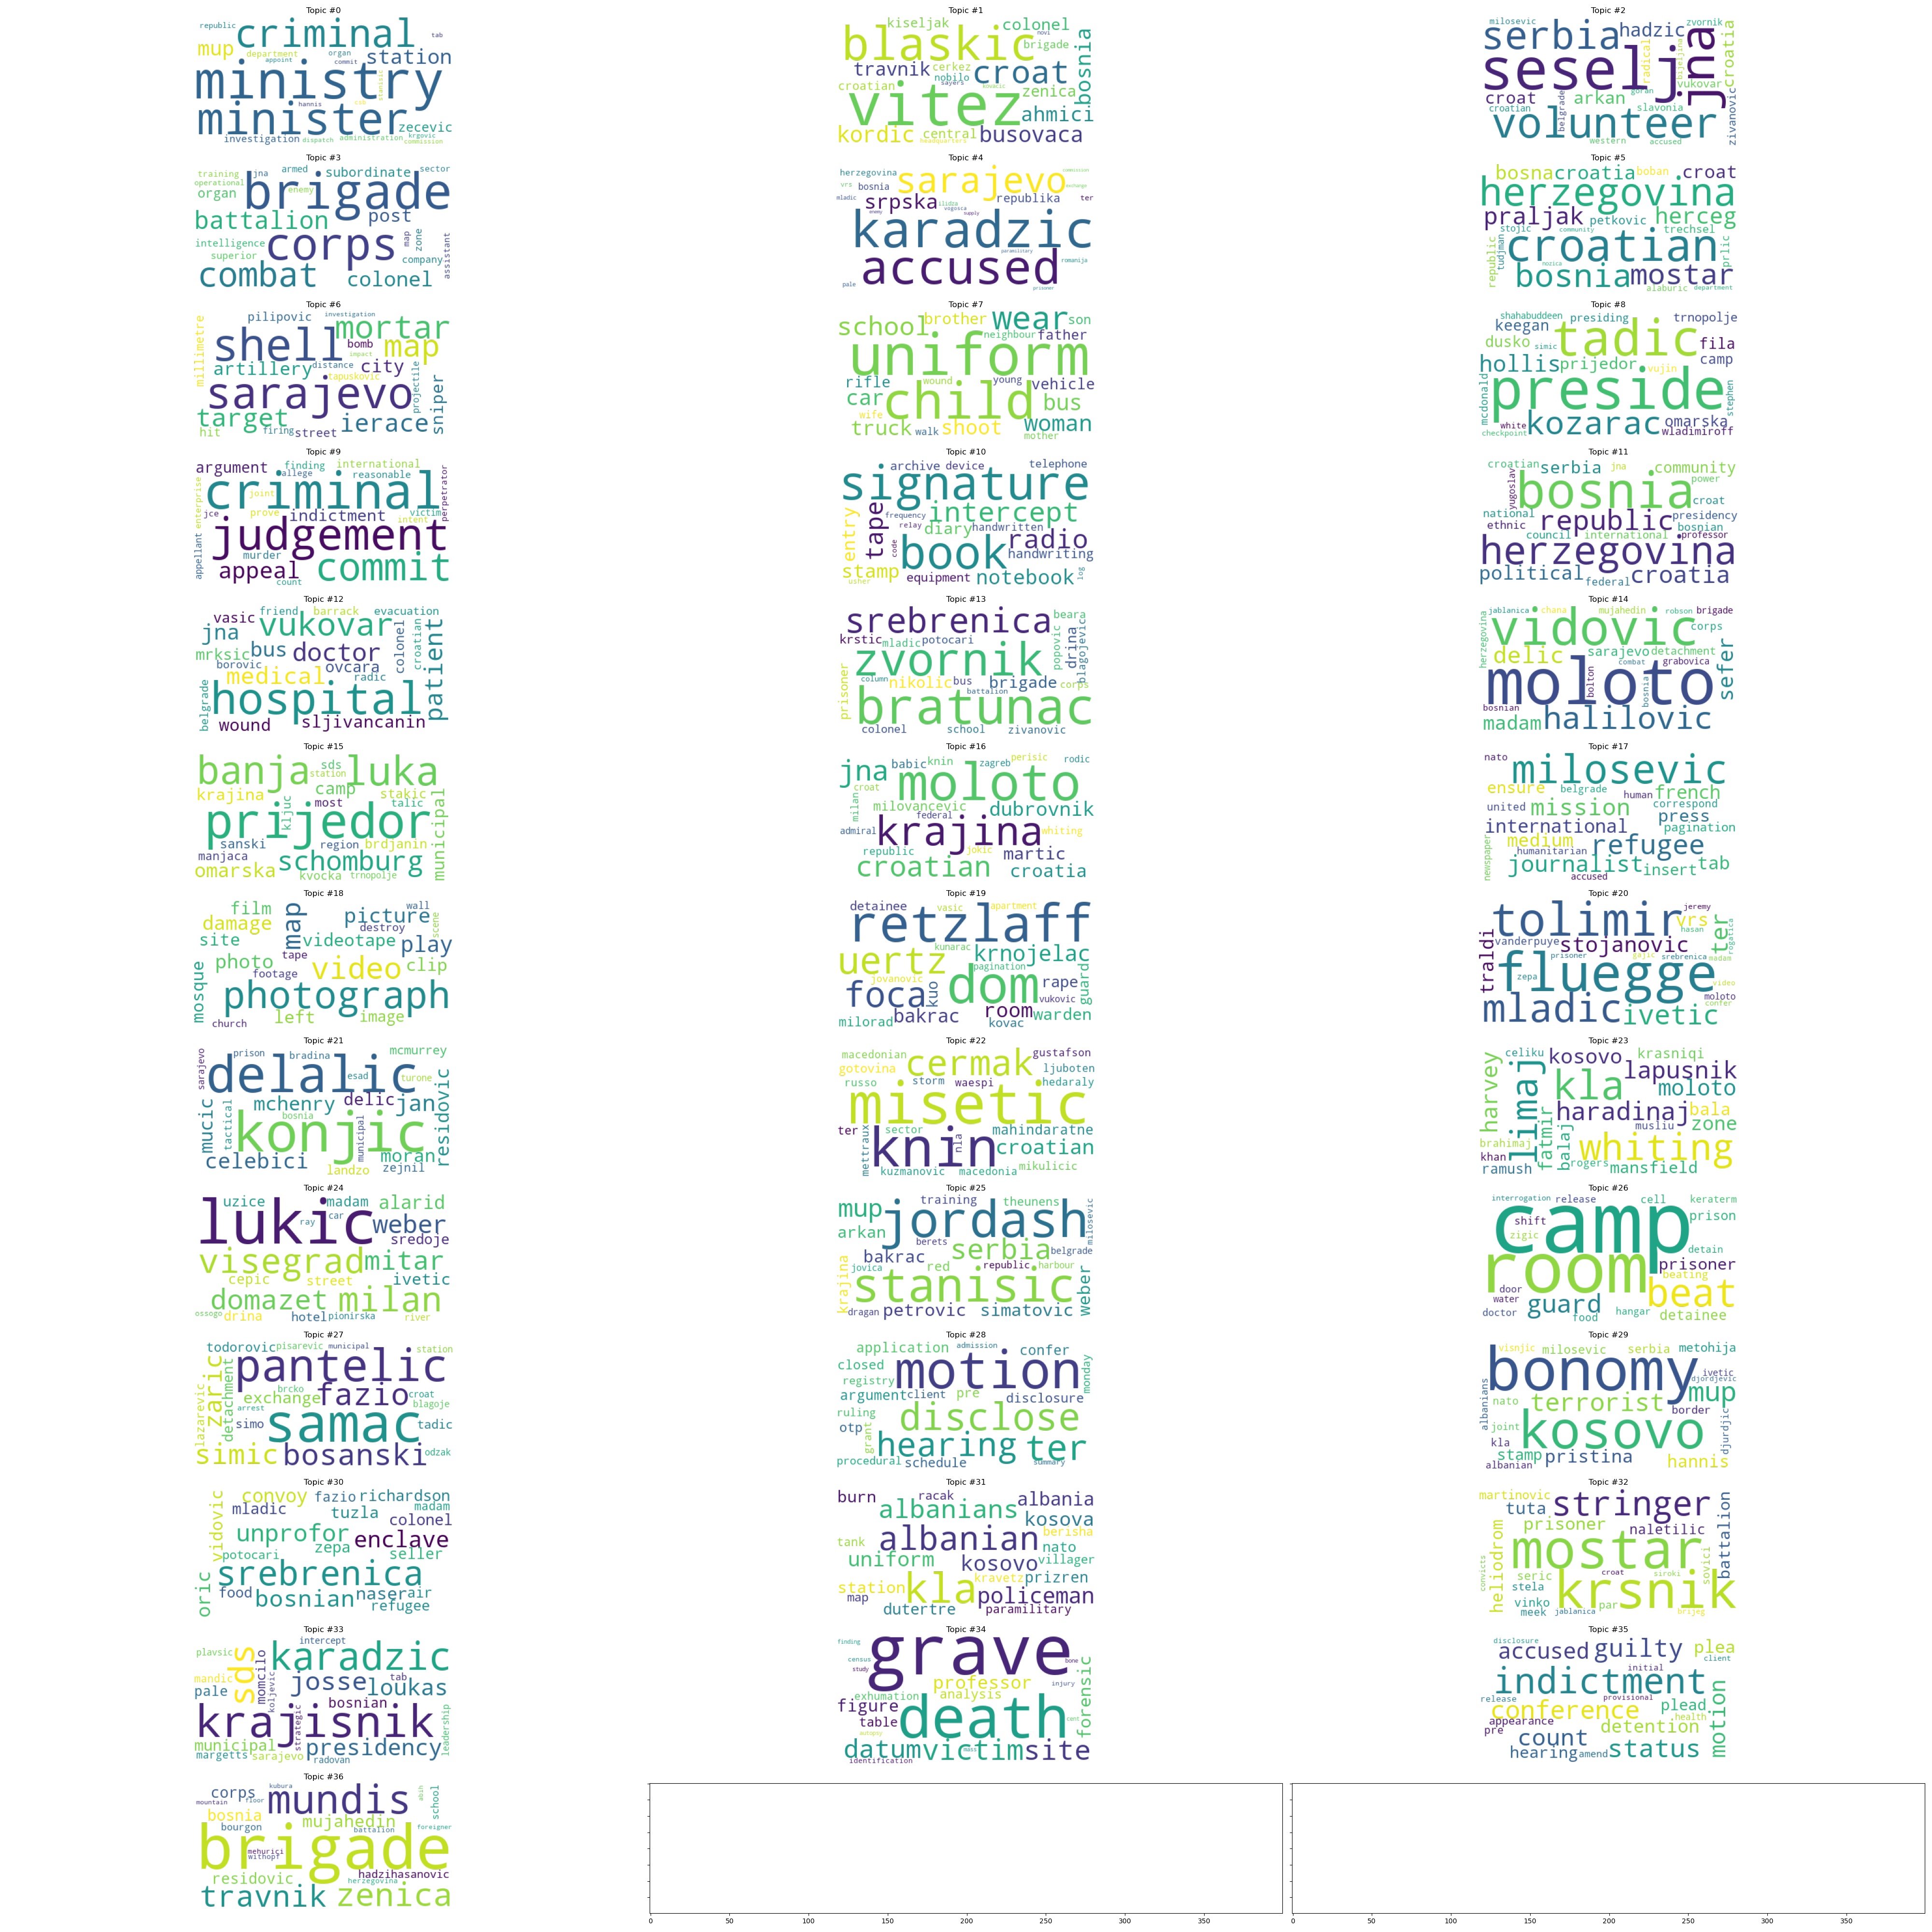 Topic #0
republic criminal tab
mup department organ station
appoint commit
ministry
hannis
minister
zecevic
investigation dispatch administration krgovic
commission
Topic #1
kiseljak colonel
blaskic novi
brigade
travnik cerkez croat bosnia
nobilo sayers
croatian vitez kovacic zenica
ahmici
kordic central busovaca
headquarters
Topic #2
milosevic serbia hadzic zvornik
seselj jna croatia
radical bijeljina vukovar
croat arkan goran
croatian belgrade slavonia zivanovic
volunteer
western accused
Topic #3
training jna armed subordinate sector
operational brigade
organ enemy
battalion post
intelligence corps map zone
superior company assistant
combat colonel
Topic #4
herzegovina sarajevo commission
vrs bosnia exchange
mladic srpska ilidza republika ter
enemy vogosca supply
karadzic
paramilitary
accused romanija
pale prisoner
Topic #5
bosna croatia boban croat
herzegovina
praljak petkovic herceg
stojic community trechsel
republic tudjman croatian prlic
bosnia mozica mostar
alaburic department
Topic #6
pilipovic investigation
millimetre shell mortar
bomb map
impact
artillery distance city
tapuskovic
sarajevo projectile sniper
target ierace
hit firing street
Topic #7
school brother wear son
neighbour father
uniform
rifle wound young vehicle
car child bus
wife
truck walk shoot woman
mother
Topic #8
shahabuddeen presiding trnopolje
keegan tadic
dusko simic fila
hollis prijedor camp
vujin
mcdonald preside stephen
white kozarac omarska
checkpoint wladimiroff
Topic #9
argument finding international
allege reasonable
enterprise criminal perpetrator
joint
jce prove indictment victim
intent
appellant judgement
murder
appeal commit
count
Topic #10
archive device telephone
signature
entry tape frequency intercept
relay diary handwritten
code book radio
handwriting
stamp equipment notebook log
usher
Topic #11
croatian serbia jna community
yugoslav bosnia power
croat
national republic presidency
ethnic bosnian
council international professor
herzegovina
political federal croatia
Topic #12
vasic friend barrack evacuation
jna vukovar colonel croatian
mrksic bus doctor patient
borovic ovcara
medical radic
belgrade hospital
wound sljivancanin
Topic #13
srebrenica beara
krstic mladic potocari popovic drina blagojevica
zvornik
prisoner column nikolic bus brigade corps
battalion
bratunac
colonel school zivanovic
Topic #14
jablanica chana mujahedin robson brigade
herzegovina vidovic corps
delic sarajevo detachment sefer
combat grabovica
moloto bolton bosnia
bosnian
madam halilovic
Topic #15
banja sds luka
station
krajina camp stakic municipal
kljuc most talic
prijedor
sanski region brdjanin
manjaca schomburg
omarska kvocka trnopolje
Topic #16
jna babic knin zagreb perisic rodic
moloto
croat milan milovancevic dubrovnik
federal
admiral krajina whiting
republic jokic martic
croatian croatia
Topic #17
nato milosevic
ensure belgrade human french
united mission correspond
press
international pagination
medium
humanitarian refugee
newspaper journalist insert tab
accused
Topic #18
film map picture wall
damage destroy scene
site videotape play
tape
photo footage video clip
mosque photograph
church left image
Topic #19
detainee vasic apartment
retzlaff
kunarac krnojelac
uertz pagination guard
jovanovic dom rape
foca kuo vukovic
bakrac room warden
milorad kovac
Topic #20
tolimir jeremy
vrs hasan
vanderpuye stojanovic ter rogatica
traldi prisoner gajic srebrenica madam
fluegge
zepa video
moloto
mladic ivetic confer
Topic #21
sarajevo prison bradina mcmurrey
delalic
esad turone
mchenry delic jan
mucic tactical bosnia residovic
konjic municipal
celebici moran
landzo zejnil
Topic #22
macedonian cermak gustafson
gotovina ljuboten
russo storm waespi hedaraly
misetic
ter sector mahindaratne
mettraux knin nla croatian
kuzmanovic macedonia mikulicic
Topic #23
celiku kosovo krasniqi
harvey limaj kla lapusnik
moloto
haradinaj bala
fatmir musliu zone
brahimaj balaj whiting
khan rogers mansfield
ramush
Topic #24
uzice madam alarid
lukic ray car weber
sredoje
visegrad mitar
cepic street ivetic
domazet milan
ossogo drina hotel pionirska river
Topic #25
training theunens milosevic
mup jordash
arkan berets serbia
bakrac belgrade
krajina jovica red republic harbour
stanisic weber
dragan petrovic simatovic
Topic #26
interrogation release cell keraterm
camp prison
shift
zigic detain
room prisoner
beating
door beat
water guard
doctor food hangar detainee
Topic #27
todorovic pisarevic municipal station
zaric detachment pantelic
brcko fazio croat
exchange blagoje
lazarevic arrest
simo samac tadic
simic bosanski odzak
Topic #28
application admission confer
closed motion monday
registry
argument client pre disclosure
ruling
otp grant disclose
hearing ter
procedural schedule summary
Topic #29
visnjic milosevic serbia metohija
bonomy ivetic
djordjevic
albanians nato terrorist mup
border
joint kosovo djurdjic
kla
stamp pristina hannis
albanian
Topic #30
convoy fazio richardson
vidovic mladic tuzla madam
colonel
unprofor enclave
zepa
potocari seller
oric srebrenica
food bosnian naser air
refugee
Topic #31
burn racak albania
albanians kosova
albanian berisha
tank nato
uniform kosovo villager
kravetz prizren
station kla policeman
map
dutertre paramilitary
Topic #32
martinovic stringer battalion
tuta
prisoner naletilic
heliodrom mostar sovici
convicts seric croat siroki
stela krsnik
vinko par
meek jablanica brijeg
Topic #33
intercept
plavsic sds momcilo karadzic
mandic koljevic josse tab loukas
pale
bosnian
krajisnik leadership
strategic
municipal presidency
margetts sarajevo radovan
Topic #34
finding grave
census bone
study professor injury forensic
exhumation analysis
figure death cent
table
autopsy
datum victim mass site
identification
Topic #35
disclosure accused guilty plea
client
initial
indictment
release provisional
conference plead
appearance health
pre count detention motion
hearing amend status
Topic #36
corps kubura mundis abih school
mountain floor
bosnia mujahedin
bourgon battalion foreigner
brigade
mehurici
withopf
residovic hadzihasanovic
herzegovina
travnik zenica
0 50 100 150 200 250 300 350
0 50 100 150 200 250 300 350